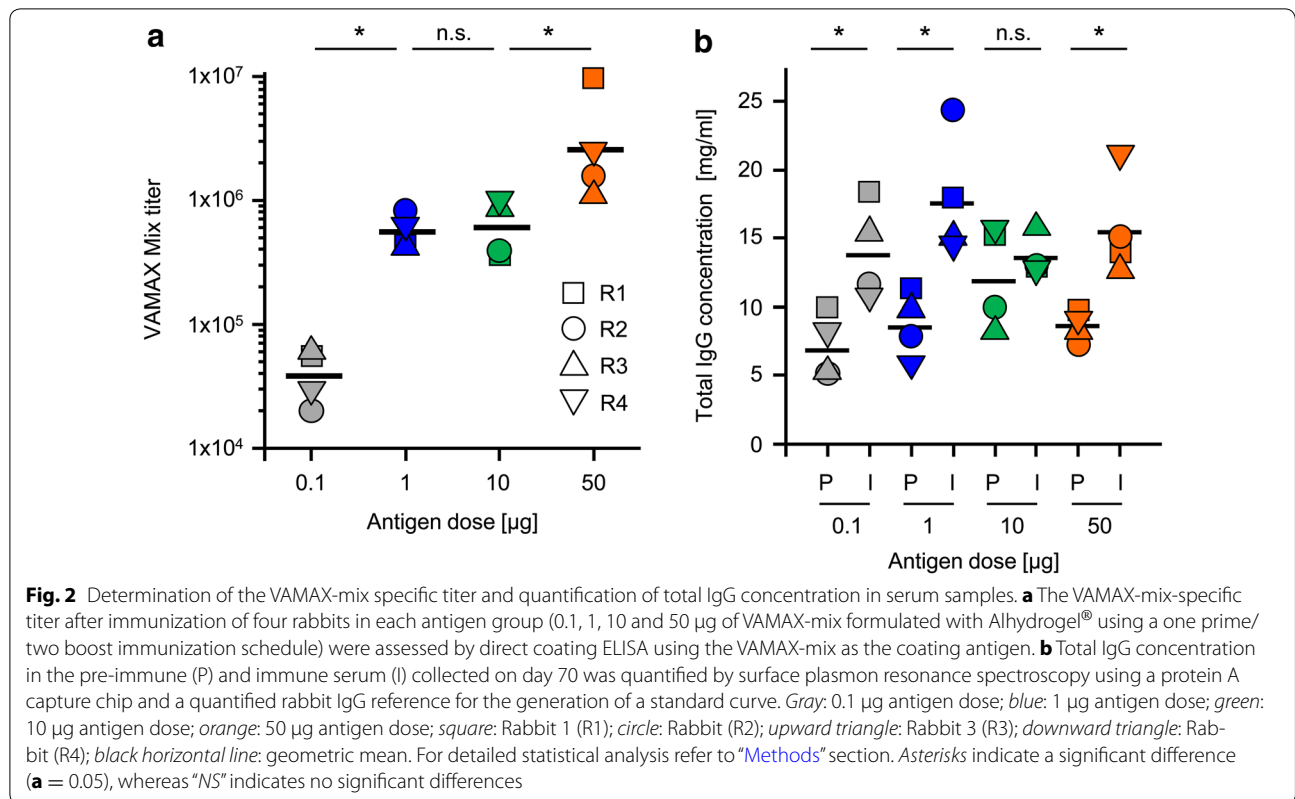 a
* n.s. *
1x10⁷
1x10⁶
1x10⁵
1x10⁴
VAMAX Mix titer
R1
R2
R3
R4
0.1 1 10 50
Antigen dose [µg]
b
* * n.s. *
25
20
15
10
5
0
Total IgG concentration [mg/ml]
P I P I P I P I
0.1 1 10 50
Antigen dose [µg]
Fig. 2 Determination of the VAMAX-mix specific titer and quantification of total IgG concentration in serum samples. a The VAMAX-mix-specific
titer after immunization of four rabbits in each antigen group (0.1, 1, 10 and 50 µg of VAMAX-mix formulated with Alhydrogel® using a one prime/
two boost immunization schedule) were assessed by direct coating ELISA using the VAMAX-mix as the coating antigen. b Total IgG concentration
in the pre-immune (P) and immune serum (I) collected on day 70 was quantified by surface plasmon resonance spectroscopy using a protein A
capture chip and a quantified rabbit IgG reference for the generation of a standard curve. Gray: 0.1 µg antigen dose; blue: 1 µg antigen dose; green:
10 µg antigen dose; orange: 50 µg antigen dose; square: Rabbit 1 (R1); circle: Rabbit (R2); upward triangle: Rabbit 3 (R3); downward triangle: Rab-
bit (R4); black horizontal line: geometric mean. For detailed statistical analysis refer to “Methods” section. Asterisks indicate a significant difference
(a = 0.05), whereas “NS” indicates no significant differences